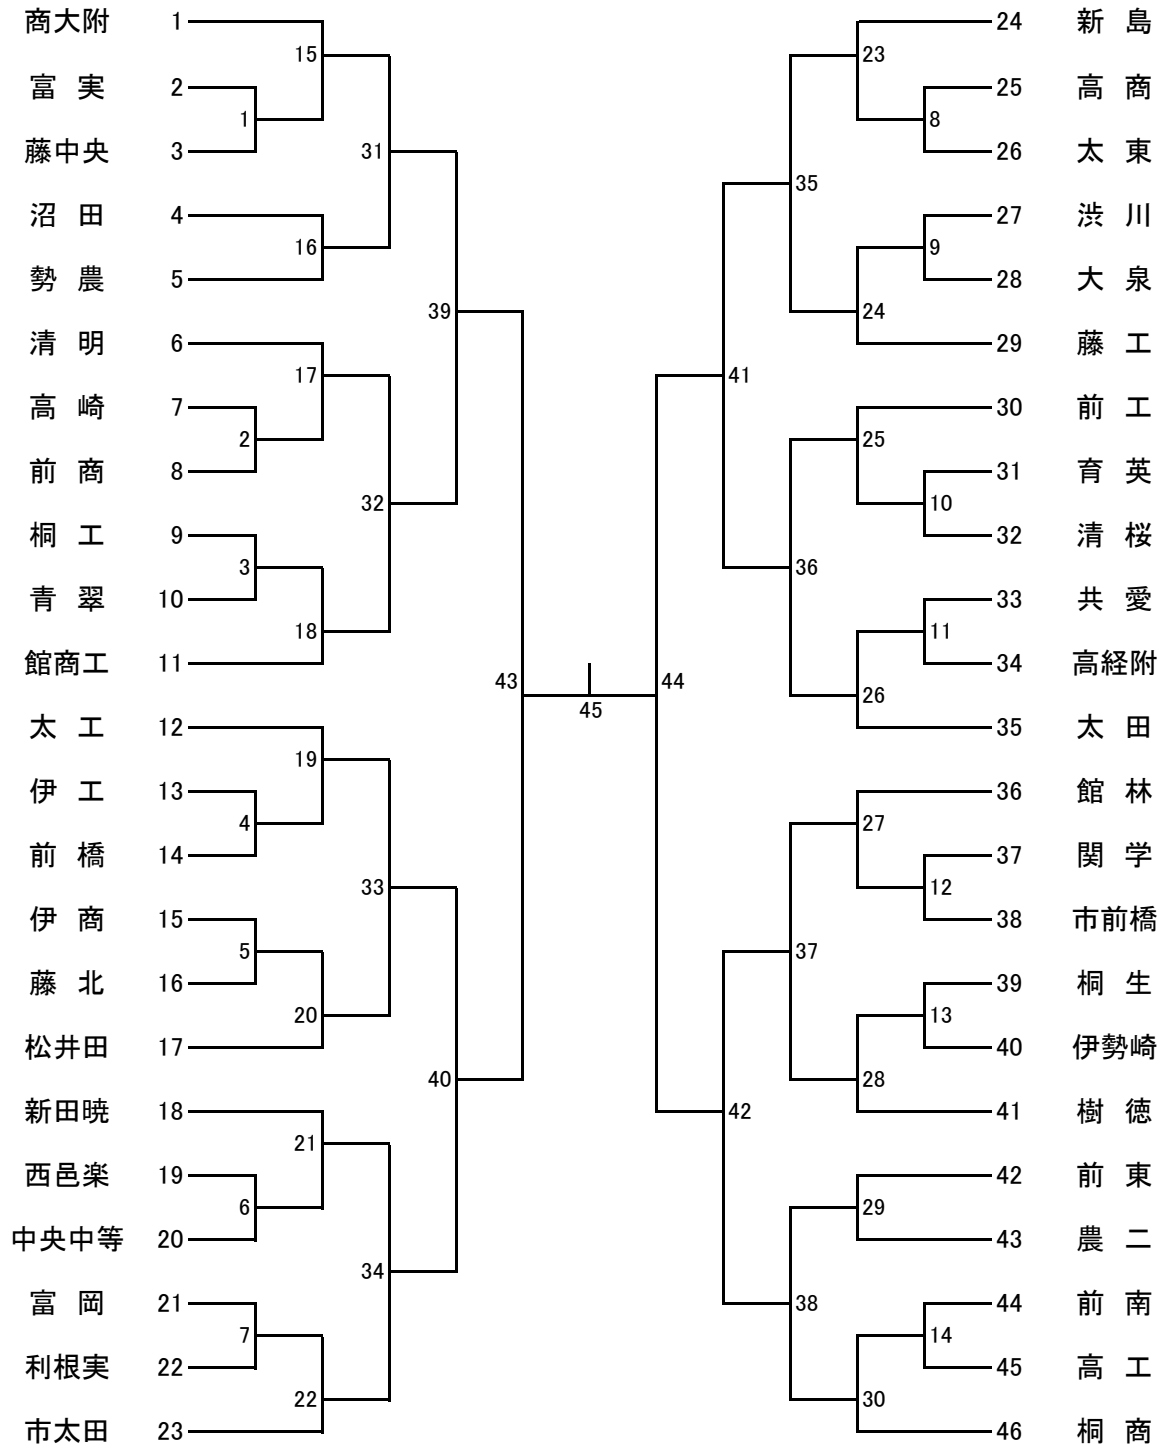 商大附 1
富 実 2
藤中央 3
沼 田 4
勢 農 5
清 明 6
高 崎 7
前 商 8
桐 工 9
青 翠 10
館商工 11
太 工 12
伊 工 13
前 橋 14
伊 商 15
藤 北 16
松井田 17
新田暁 18
西邑楽 19
中央中等 20
富 岡 21
利根実 22
市太田 23
1
2
3
4
5
6
7
15
16
17
18
19
20
21
22
31
32
33
34
39
40
43
45
44
41
42
35
36
37
38
23
24
25
26
27
28
29
30
8
9
10
11
12
13
14
24 新 島
25 高 商
26 太 東
27 渋 川
28 大 泉
29 藤 工
30 前 工
31 育 英
32 清 桜
33 共 愛
34 高経附
35 太 田
36 館 林
37 関 学
38 市前橋
39 桐 生
40 伊勢崎
41 樹 徳
42 前 東
43 農 二
44 前 南
45 高 工
46 桐 商